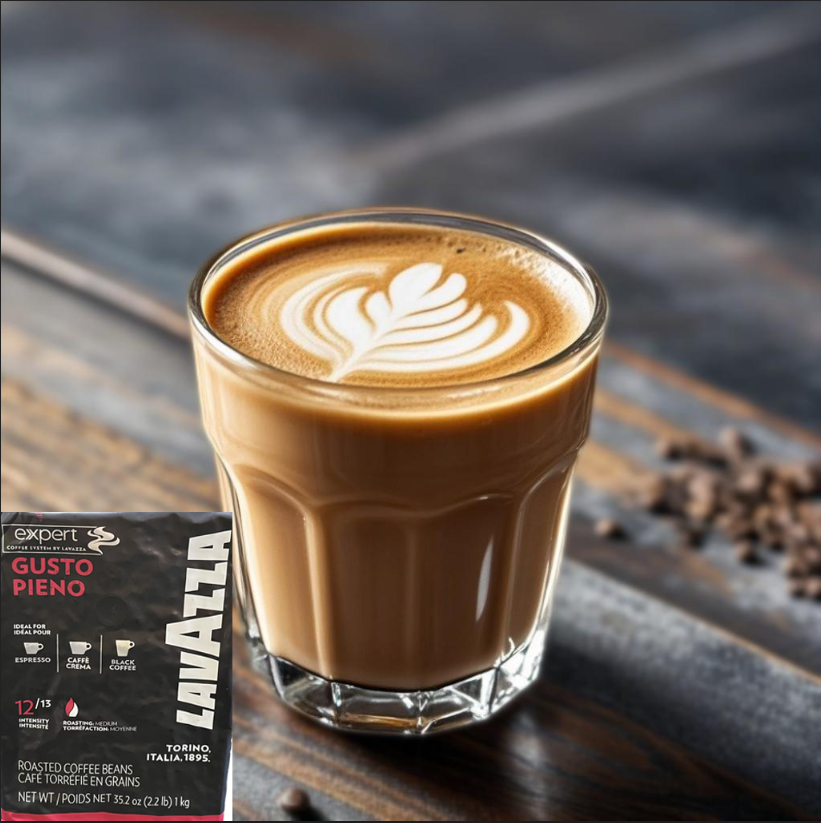 expert
COFFEE SYSTEM BY LAVAZZA
GUSTO
PIENO
LAVAZZA
IDEAL FOR
IDÉAL POUR
ESPRESSO
CAFFÈ
CREMA
BLACK
COFFEE
12/13
INTENSITY
INTENSITÉ
ROASTING: MEDIUM
TORRÉFACTION: MOYENNE
TORINO,
ITALIA, 1895.
ROASTED COFFEE BEANS
CAFÉ TORRÉFIÉ EN GRAINS
NET WT / POIDS NET 35.2 oz (2.2 lb) 1 kg